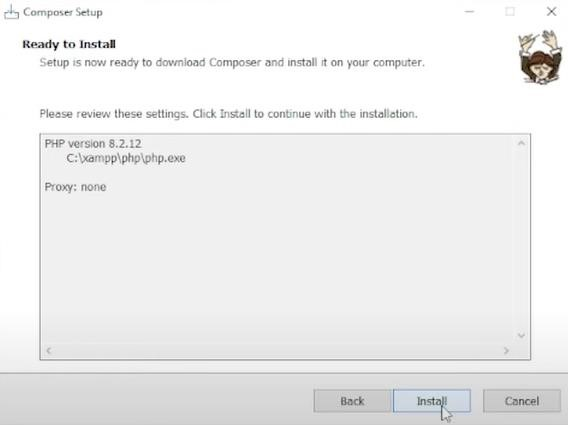 Composer Setup
Ready to Install
Setup is now ready to download Composer and install it on your computer.
Please review these settings. Click Install to continue with the installation.
PHP version 8.2.12
C:\xampp\php\php.exe
Proxy: none
Back
Install
Cancel